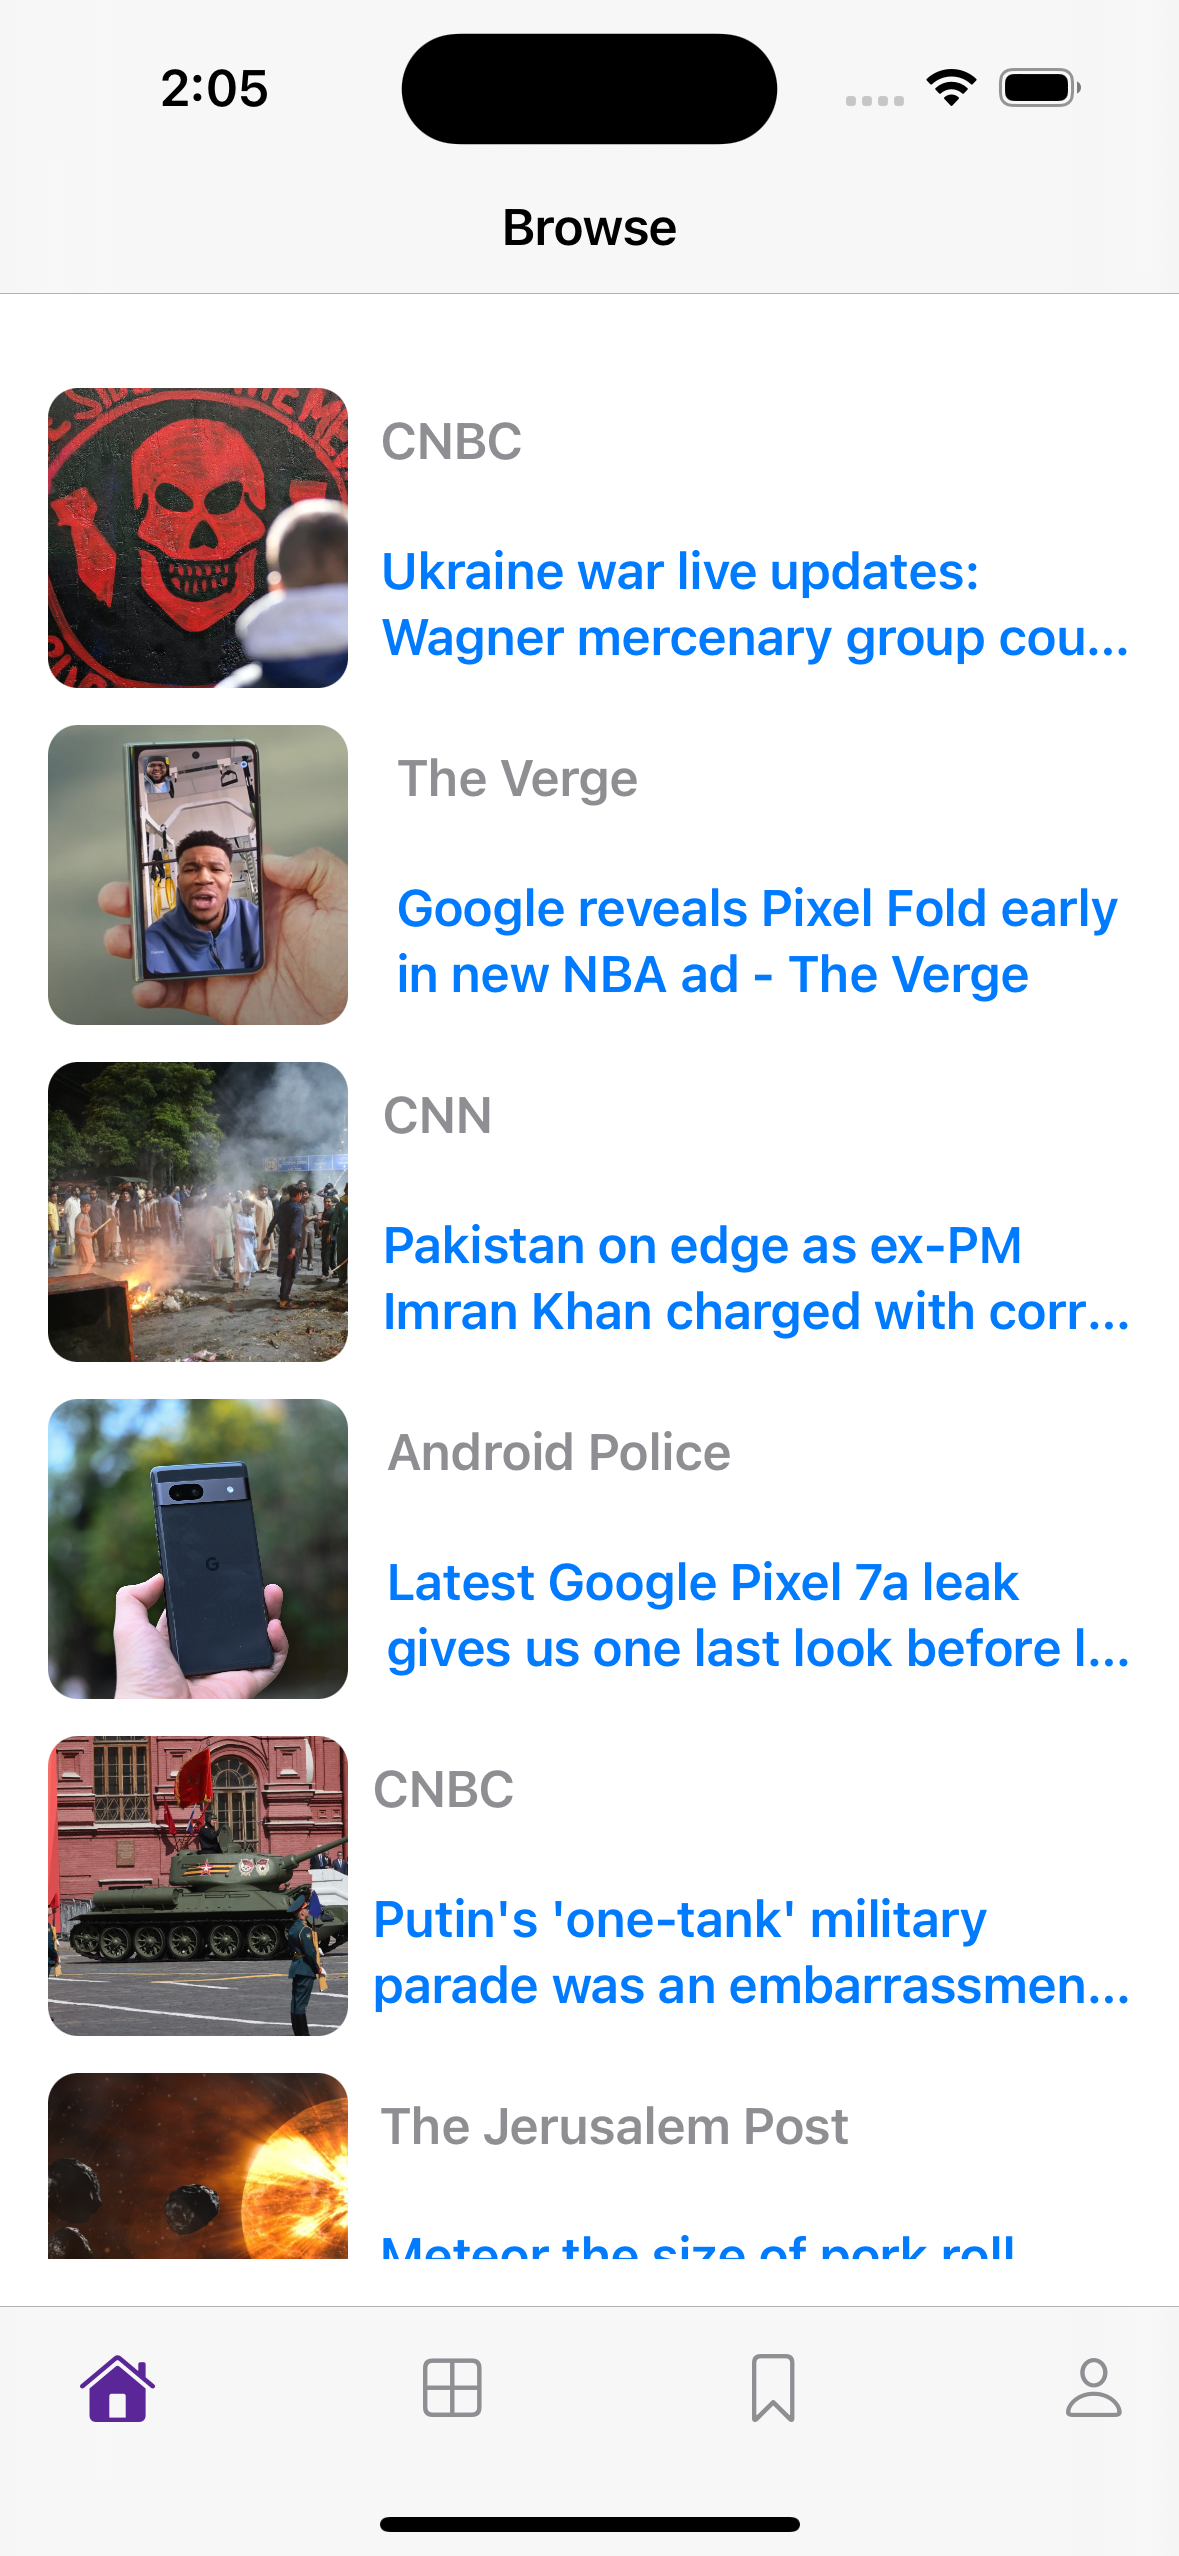 2:05
Browse
CNBC
Ukraine war live updates:
Wagner mercenary group cou...
The Verge
Google reveals Pixel Fold early
in new NBA ad - The Verge
CNN
Pakistan on edge as ex-PM
Imran Khan charged with corr...
Android Police
Latest Google Pixel 7a leak
gives us one last look before l...
CNBC
Putin's 'one-tank' military
parade was an embarrassmen...
The Jerusalem Post
Meteor the size of pork roll